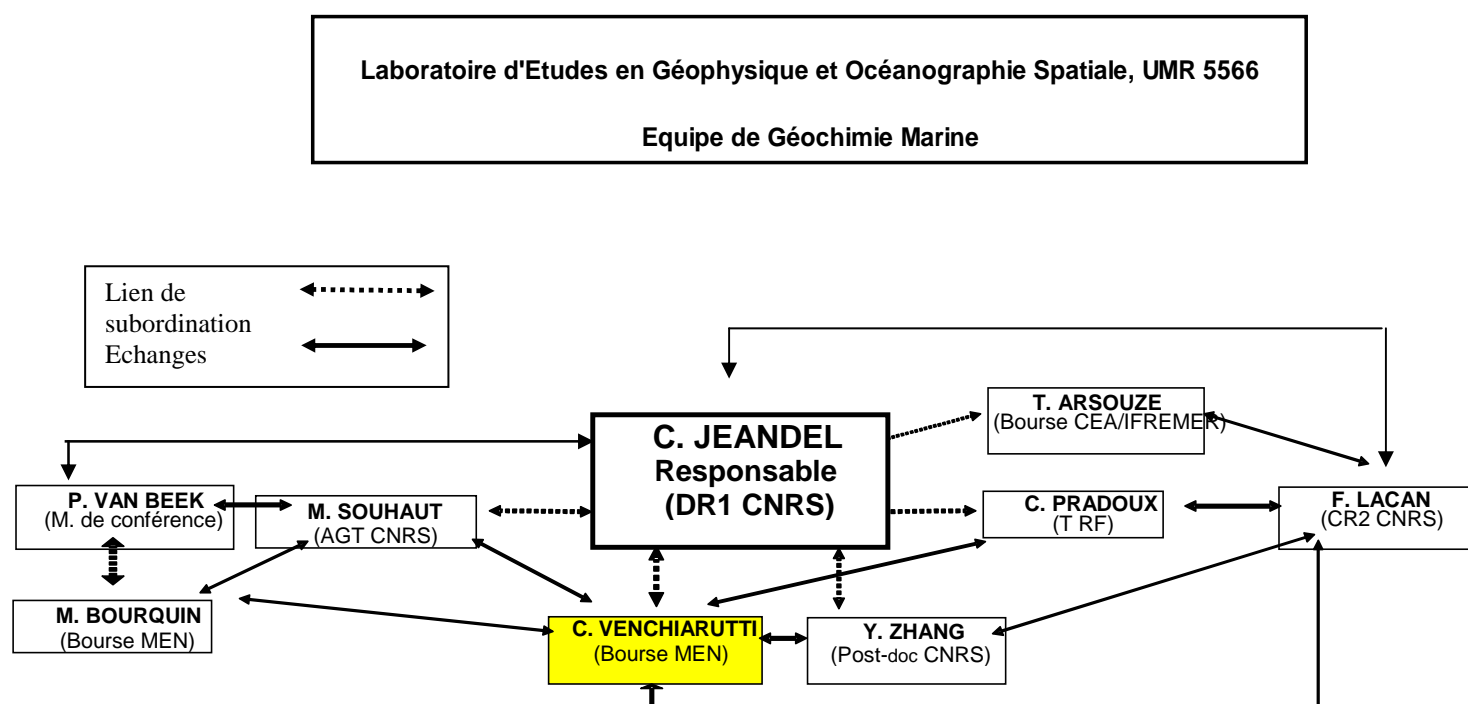 Laboratoire d'Etudes en Géophysique et Océanographie Spatiale, UMR 5566
Equipe de Géochimie Marine
Lien de
subordination
Echanges
C. JEANDEL
Responsable
(DR1 CNRS)
T. ARSOUZE
(Bourse CEA/IFREMER)
P. VAN BEEK
(M. de conférence)
M. SOUHAUT
(AGT CNRS)
C. PRADOUX
(T RF)
F. LACAN
(CR2 CNRS)
M. BOURQUIN
(Bourse MEN)
C. VENCHIARUTTI
(Bourse MEN)
Y. ZHANG
(Post-doc CNRS)